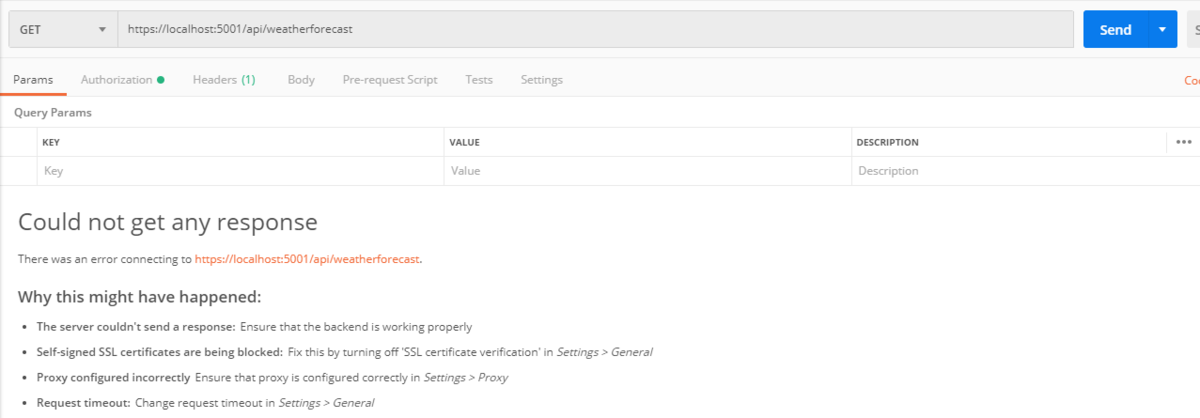 GET https://localhost:5001/api/weatherforecast Send S
Params Authorization Headers (1) Body Pre-request Script Tests Settings Coo
Query Params
KEY VALUE DESCRIPTION •••
Key Value Description
Could not get any response
There was an error connecting to https://localhost:5001/api/weatherforecast.
Why this might have happened:
• The server couldn't send a response: Ensure that the backend is working properly
• Self-signed SSL certificates are being blocked: Fix this by turning off 'SSL certificate verification' in Settings > General
• Proxy configured incorrectly Ensure that proxy is configured correctly in Settings > Proxy
• Request timeout: Change request timeout in Settings > General